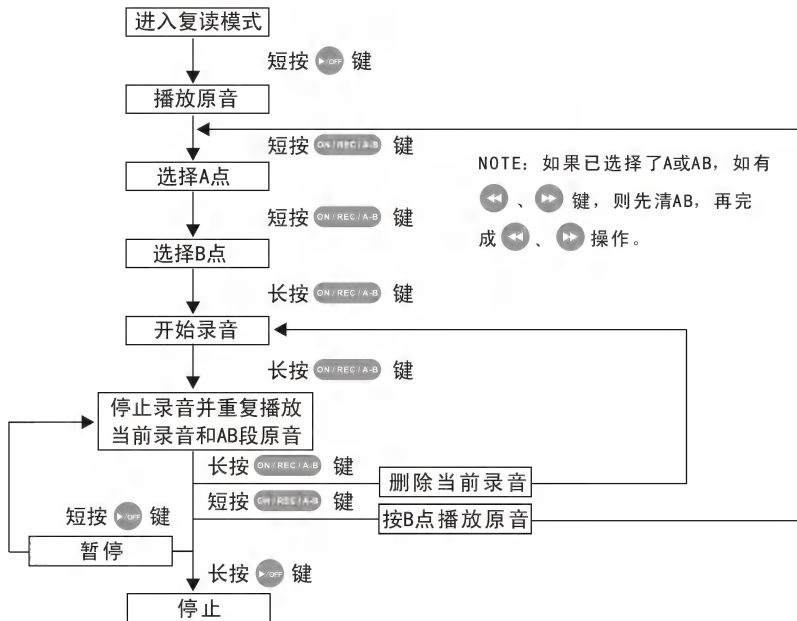 进入复读模式
短按 ▶/OFF 键
播放原音
短按 ON/REC/A-B 键
选择A点
短按 ON/REC/A-B 键
选择B点
长按 ON/REC/A-B 键
开始录音
长按 ON/REC/A-B 键
停止录音并重复播放
当前录音和AB段原音
长按 ON/REC/A-B 键
删除当前录音
短按 ON/REC/A-B 键
按B点播放原音
短按 ▶/OFF 键
暂停
长按 ▶/OFF 键
停止
NOTE: 如果已选择了A或AB, 如有
◀◀、▶▶ 键, 则先清AB, 再完
成 ◀◀、▶▶ 操作。